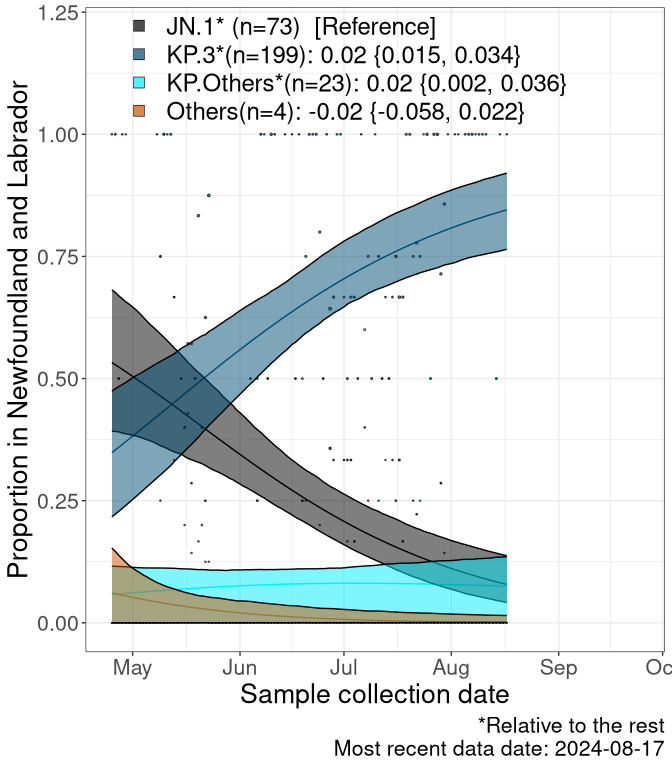 JN.1* (n=73)  [Reference]
KP.3*(n=199): 0.02 {0.015, 0.034}
KP.Others*(n=23): 0.02 {0.002, 0.036}
Others(n=4): -0.02 {-0.058, 0.022}
Proportion in Newfoundland and Labrador
1.25
1.00
0.75
0.50
0.25
0.00
May Jun Jul Aug Sep Oc
Sample collection date
*Relative to the rest
Most recent data date: 2024-08-17